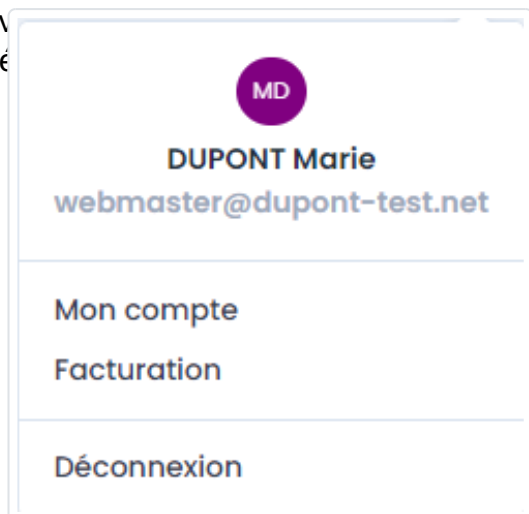 MD
DUPONT Marie
webmaster@dupont-test.net
Mon compte
Facturation
Déconnexion